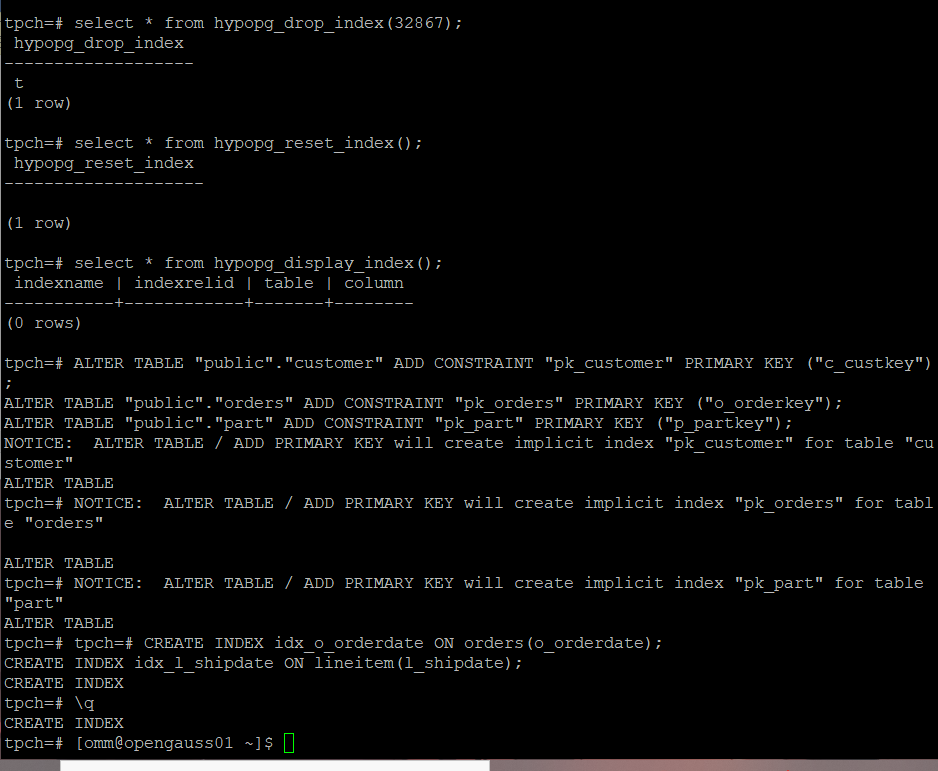 tpch=# select * from hypopg_drop_index(32867);
 hypopg_drop_index
-------------------
 t
(1 row)

tpch=# select * from hypopg_reset_index();
 hypopg_reset_index
--------------------

(1 row)

tpch=# select * from hypopg_display_index();
 indexname | indexrelid | table | column
-----------+------------+-------+--------
(0 rows)

tpch=# ALTER TABLE "public"."customer" ADD CONSTRAINT "pk_customer" PRIMARY KEY ("c_custkey")
;
ALTER TABLE "public"."orders" ADD CONSTRAINT "pk_orders" PRIMARY KEY ("o_orderkey");
ALTER TABLE "public"."part" ADD CONSTRAINT "pk_part" PRIMARY KEY ("p_partkey");
NOTICE:  ALTER TABLE / ADD PRIMARY KEY will create implicit index "pk_customer" for table "cu
stomer"
ALTER TABLE
tpch=# NOTICE:  ALTER TABLE / ADD PRIMARY KEY will create implicit index "pk_orders" for tabl
e "orders"

ALTER TABLE
tpch=# NOTICE:  ALTER TABLE / ADD PRIMARY KEY will create implicit index "pk_part" for table
"part"
ALTER TABLE
tpch=# tpch=# CREATE INDEX idx_o_orderdate ON orders(o_orderdate);
CREATE INDEX idx_l_shipdate ON lineitem(l_shipdate);
CREATE INDEX
tpch=# \q
CREATE INDEX
tpch=# [omm@opengauss01 ~]$